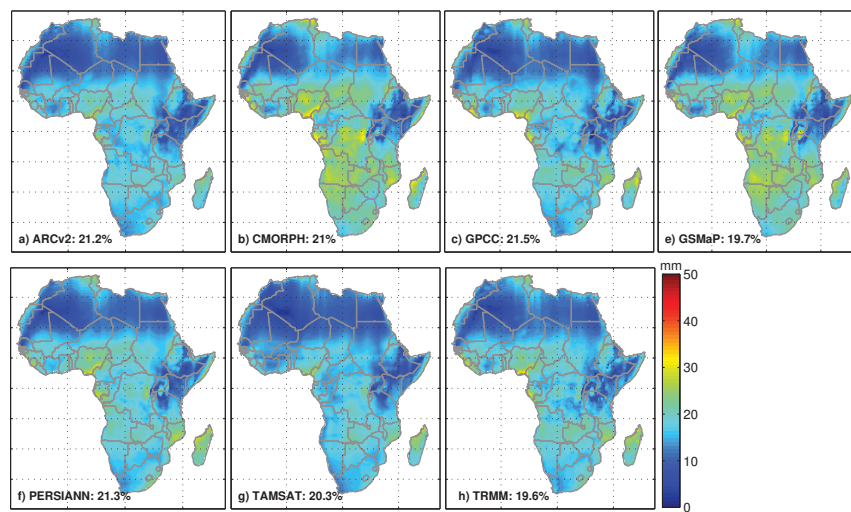 a) ARCv2: 21.2%
b) CMORPH: 21%
c) GPCC: 21.5%
e) GSMaP: 19.7%
mm
50
40
30
20
10
0
f) PERSIANN: 21.3%
g) TAMSAT: 20.3%
h) TRMM: 19.6%